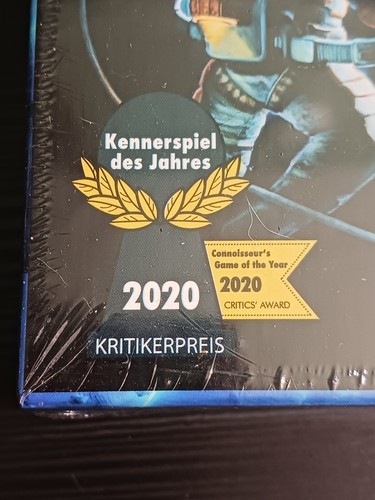 Kennerspiel
des Jahres
2020
KRITIKERPREIS
Connoisseur's
Game of the Year
2020
CRITICS' AWARD